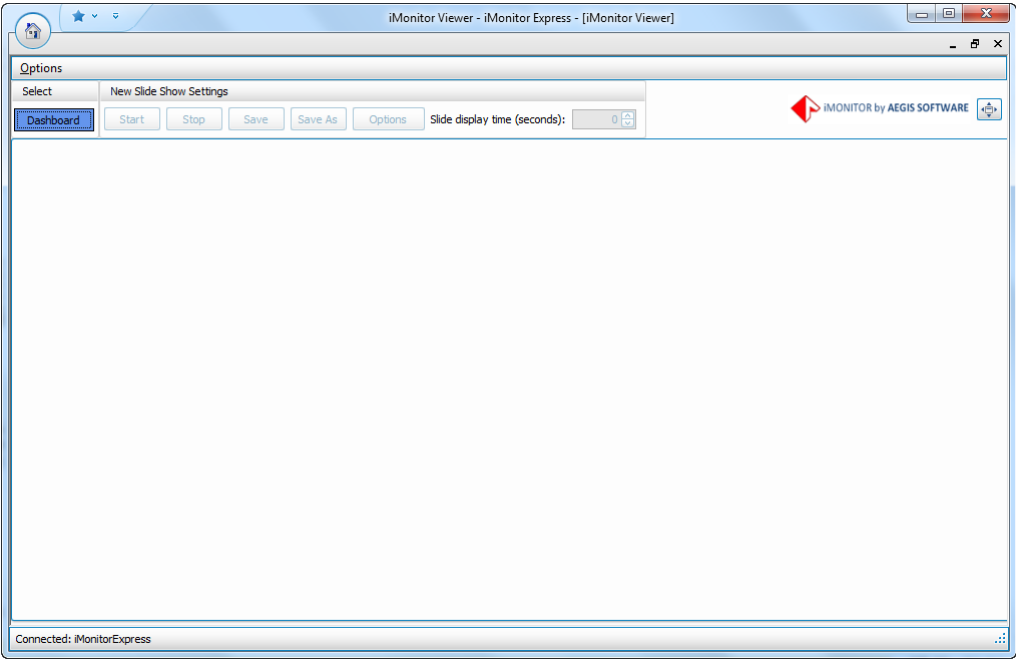 iMonitor Viewer - iMonitor Express - [iMonitor Viewer]
Options
Select
New Slide Show Settings
Dashboard
Start
Stop
Save
Save As
Options
Slide display time (seconds):
0
iMONITOR by AEGIS SOFTWARE
Connected: iMonitorExpress